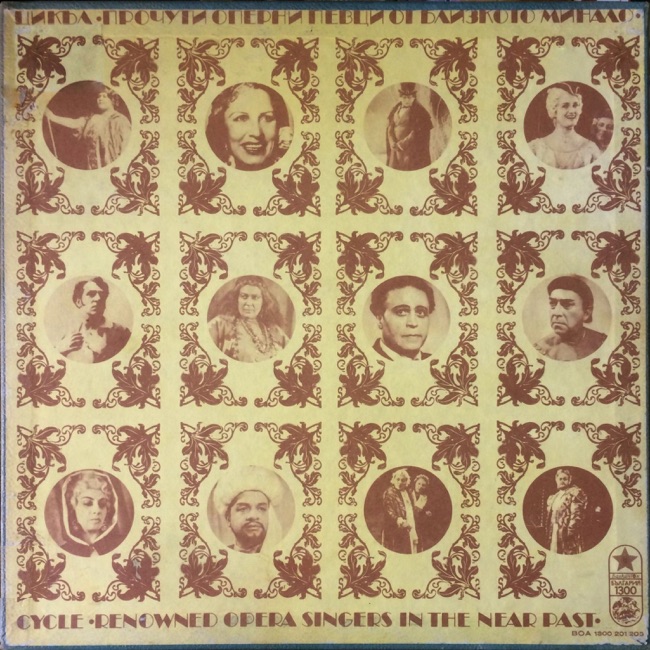 ЦИКЪЛ • ПРОЧУТИ ОПЕРНИ ПЕВЦИ ОТ БЛИЗКОТО МИНАЛО •
БЪЛГАРИЯ
1300
CYCLE • RENOWNED OPERA SINGERS IN THE NEAR PAST •
BOA 1800 201 203